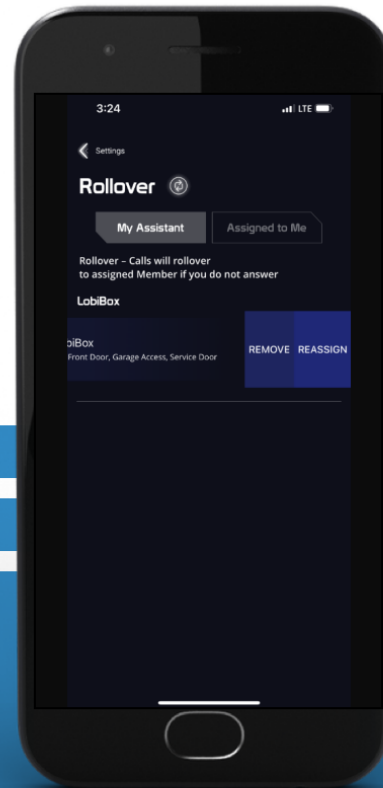 3:24 LTE
Settings
Rollover
My Assistant Assigned to Me
Rollover – Calls will rollover
to assigned Member if you do not answer
LobiBox
biBox
Front Door, Garage Access, Service Door
REMOVE REASSIGN